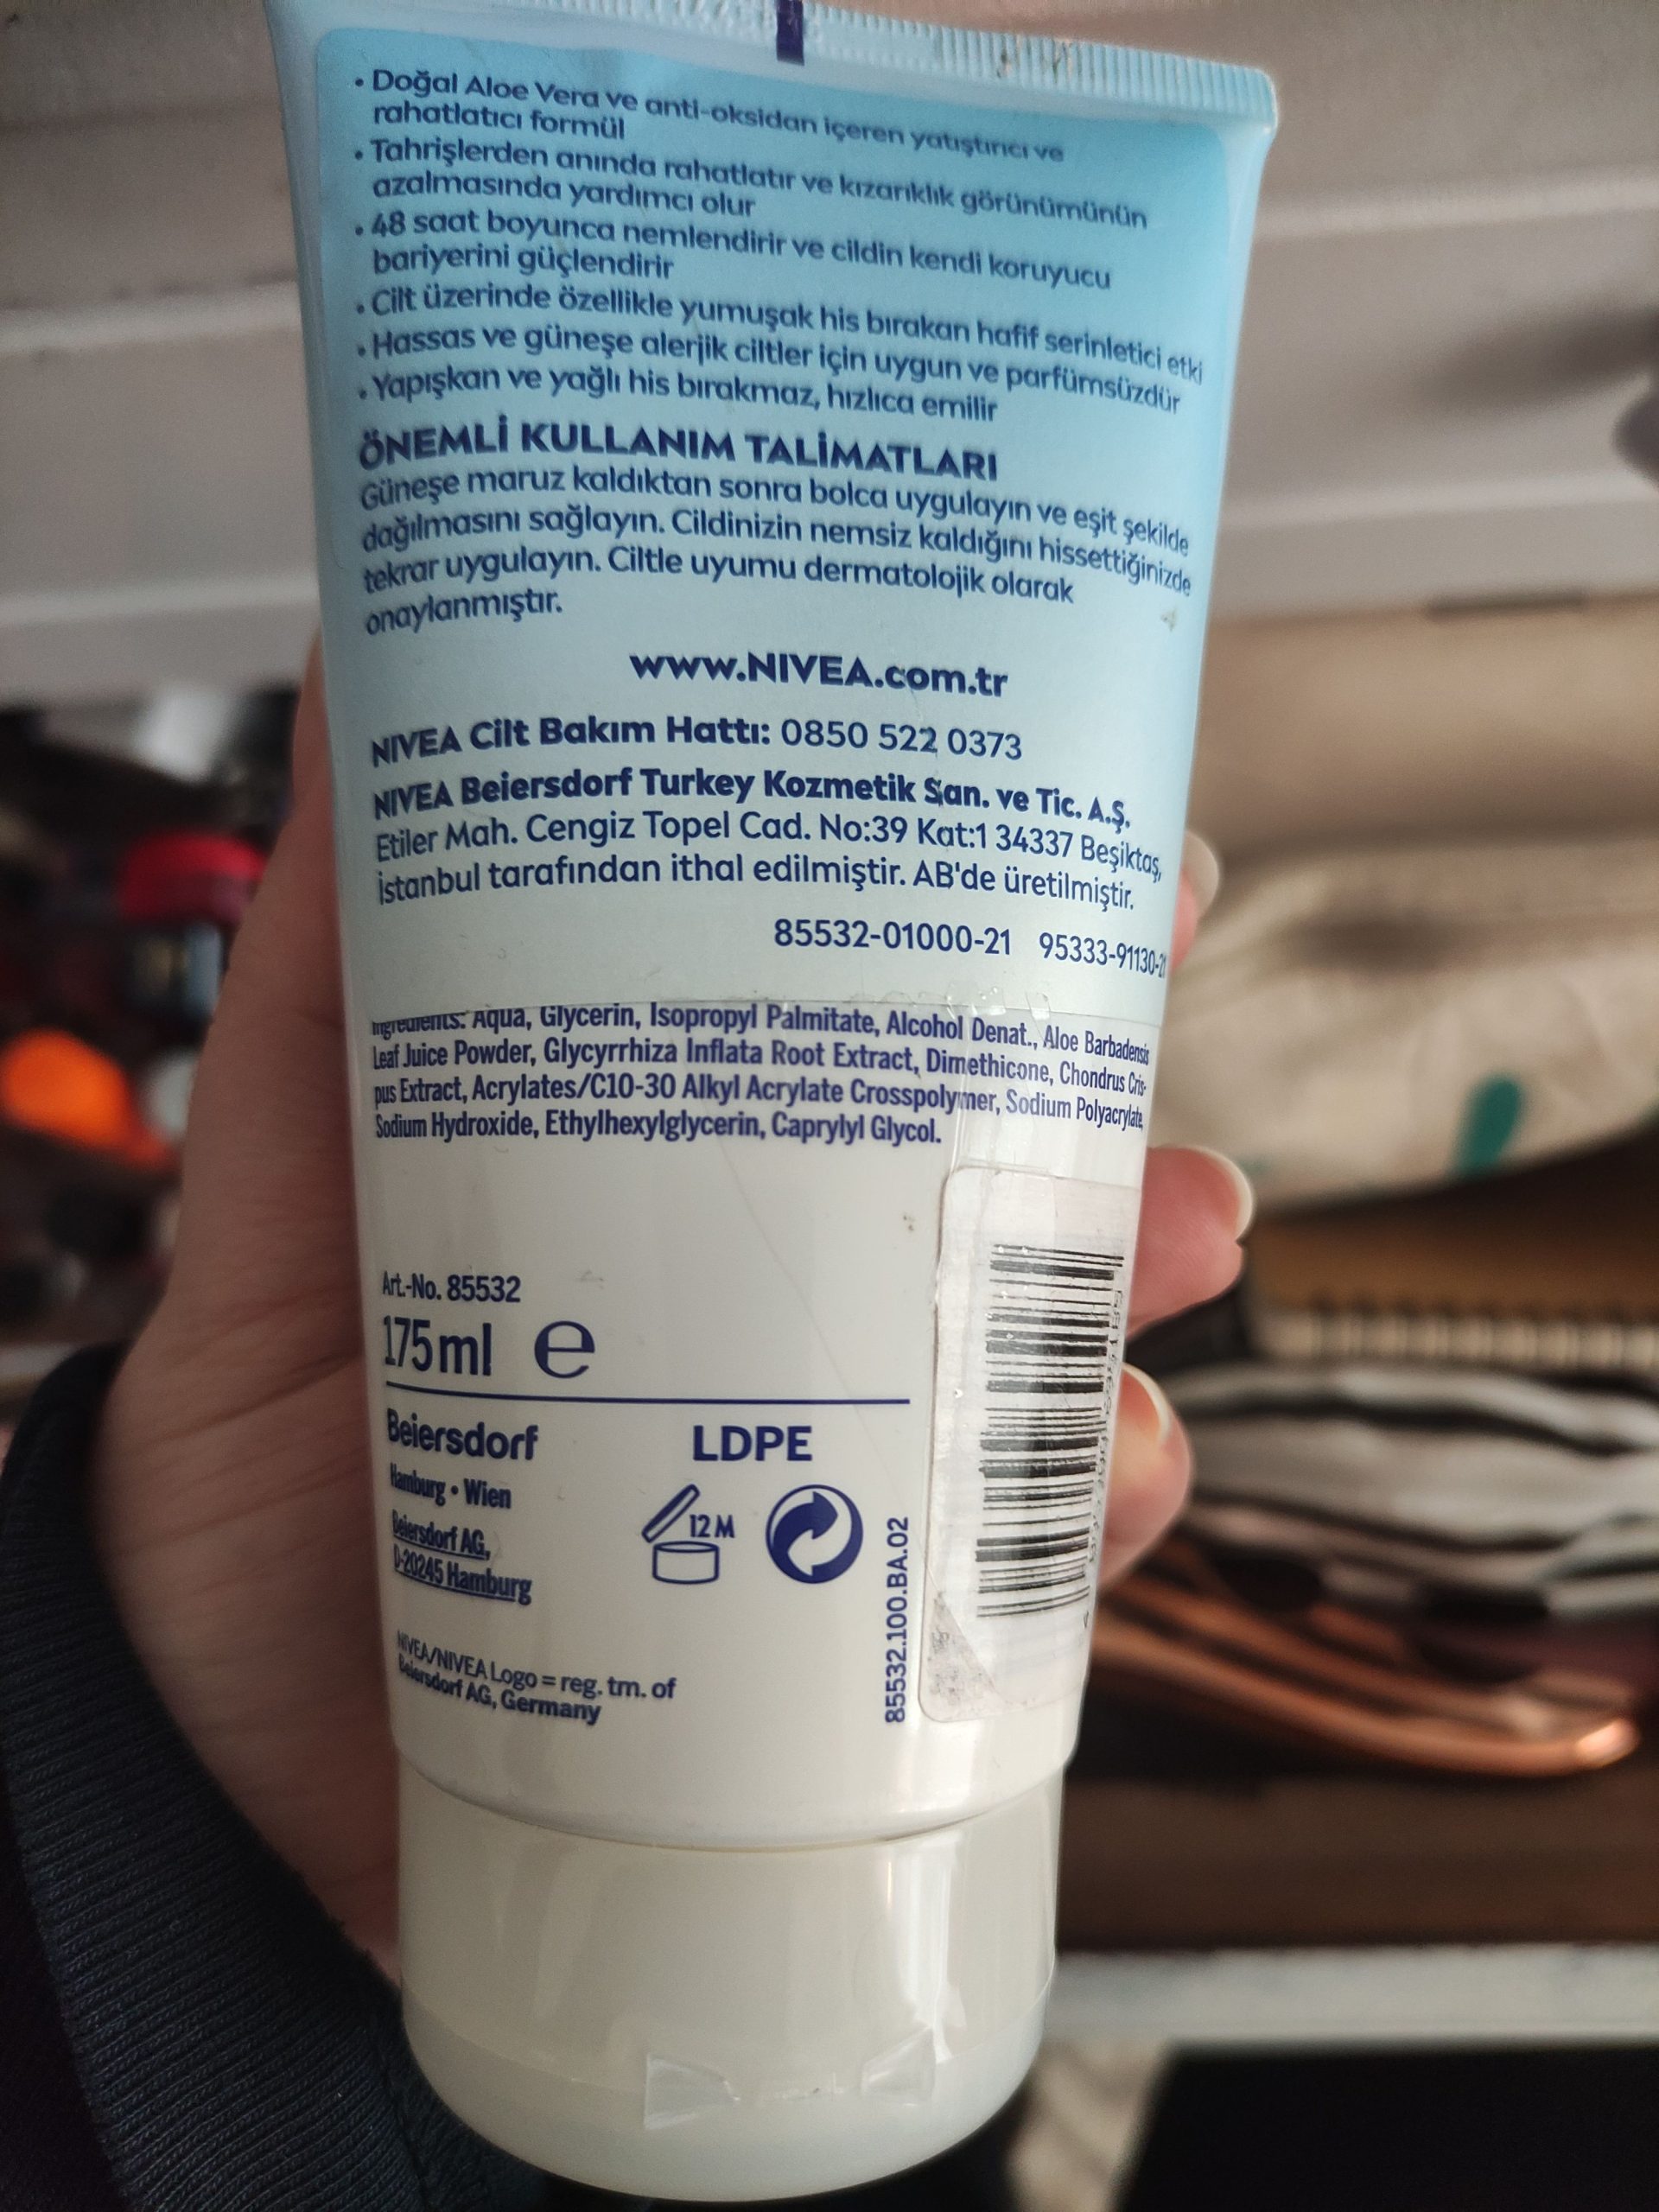 • Doğal Aloe Vera ve anti-oksidan içeren yatıştırıcı ve
rahatlatıcı formül
• Tahrişlerden anında rahatlatır ve kızarıklık görünümünün
azalmasında yardımcı olur
• 48 saat boyunca nemlendirir ve cildin kendi koruyucu
bariyerini güçlendirir
• Cilt üzerinde özellikle yumuşak his bırakan hafif serinletici etki
• Hassas ve güneşe alerjik ciltler için uygun ve parfümsüzdür
• Yapışkan ve yağlı his bırakmaz, hızlıca emilir
ÖNEMLİ KULLANIM TALİMATLARI
Güneşe maruz kaldıktan sonra bolca uygulayın ve eşit şekilde
dağılmasını sağlayın. Cildinizin nemsiz kaldığını hissettiğinizde
tekrar uygulayın. Ciltle uyumu dermatolojik olarak
onaylanmıştır.
www.NIVEA.com.tr
NIVEA Cilt Bakım Hattı: 0850 522 0373
NIVEA Beiersdorf Turkey Kozmetik San. ve Tic. A.Ş.
Etiler Mah. Cengiz Topel Cad. No:39 Kat:1 34337 Beşiktaş,
İstanbul tarafından ithal edilmiştir. AB'de üretilmiştir.
85532-01000-21 95333-91130-21
Ingredients: Aqua, Glycerin, Isopropyl Palmitate, Alcohol Denat., Aloe Barbadensis
Leaf Juice Powder, Glycyrrhiza Inflata Root Extract, Dimethicone, Chondrus Cris-
pus Extract, Acrylates/C10-30 Alkyl Acrylate Crosspolymer, Sodium Polyacrylate,
Sodium Hydroxide, Ethylhexylglycerin, Caprylyl Glycol.
Art.-No. 85532
175ml e
Beiersdorf
Hamburg • Wien
Beiersdorf AG,
D-20245 Hamburg
LDPE
12 M
85532.100.BA.02
NIVEA/NIVEA Logo = reg. tm. of
Beiersdorf AG, Germany